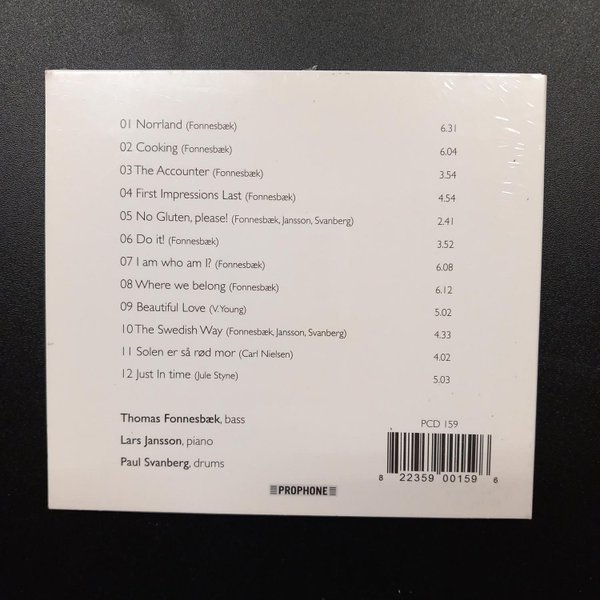 01 Norrland (Fonnesbæk) 6.31
02 Cooking (Fonnesbæk) 6.04
03 The Accounter (Fonnesbæk) 3.54
04 First Impressions Last (Fonnesbæk) 4.54
05 No Gluten, please! (Fonnesbæk, Jansson, Svanberg) 2.41
06 Do it! (Fonnesbæk) 3.52
07 I am who am I? (Fonnesbæk) 6.08
08 Where we belong (Fonnesbæk) 6.12
09 Beautiful Love (V.Young) 5.02
10 The Swedish Way (Fonnesbæk, Jansson, Svanberg) 4.33
11 Solen er så rød mor (Carl Nielsen) 4.02
12 Just In time (Jule Styne) 5.03
Thomas Fonnesbæk, bass
Lars Jansson, piano
Paul Svanberg, drums
PCD 159
8 22359 00159 6
PROPHONE